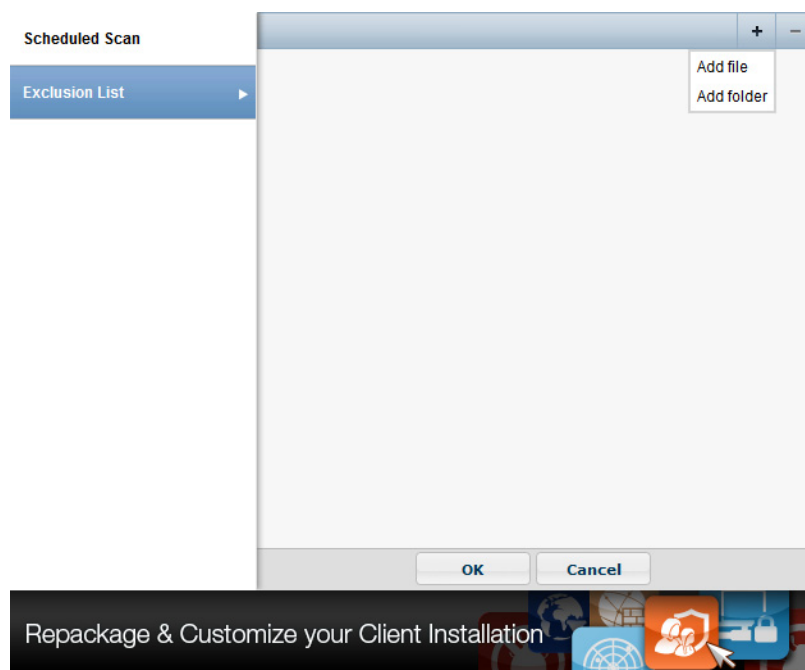 Scheduled Scan
+ −
Add file
Exclusion List
Add folder
OK Cancel
Repackage & Customize your Client Installation